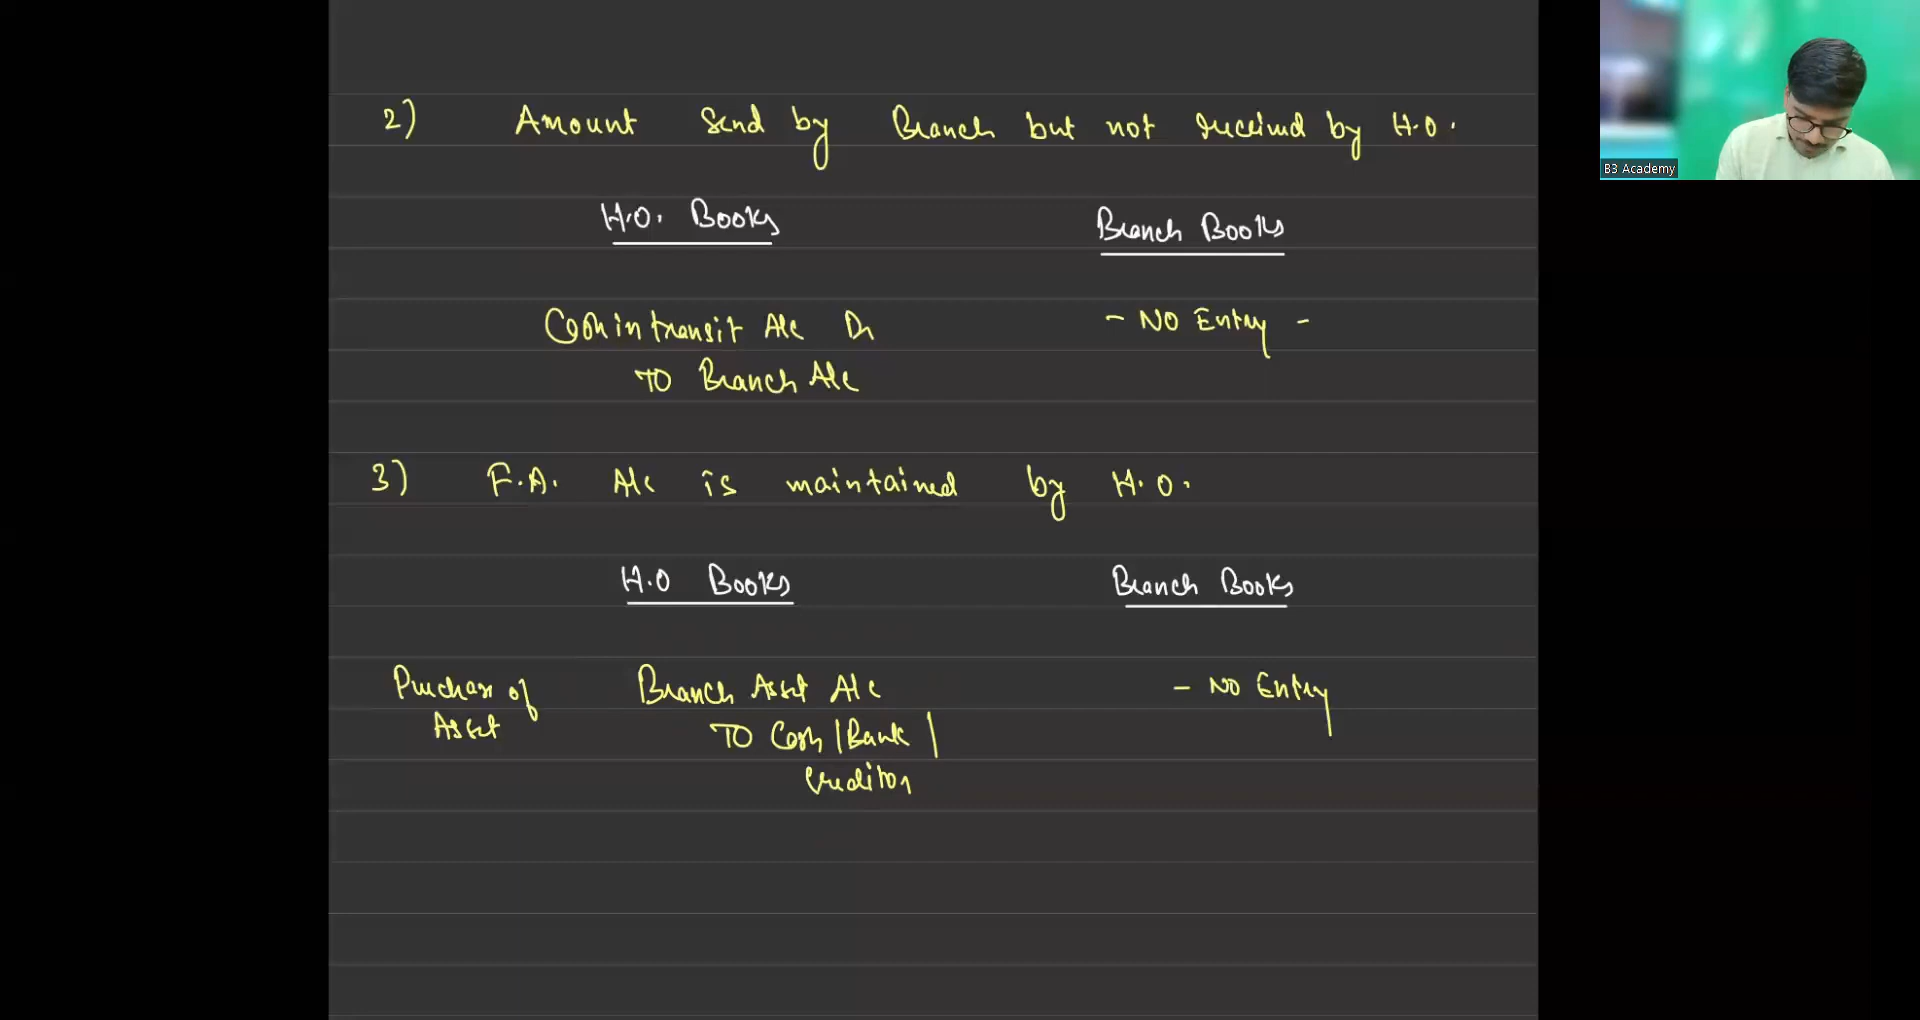 2) Amount Send by Branch but not received by H.O.
H.O. Books Branch Books
Cash in transit A/c Dr - NO Entry -
TO Branch A/c
3) F.A. A/c is maintained by H.O.
H.O Books Branch Books
Purchase of Branch Asset A/c - NO Entry
Asset TO Cash | Bank |
Creditor
B3 Academy